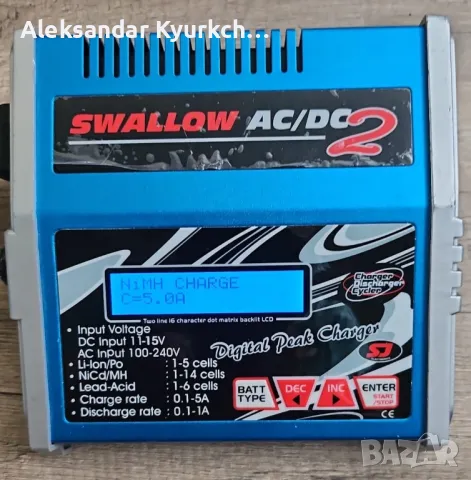 Aleksandar Kyurkch...
SWALLOW AC/DC 2
NiMH CHARGE
C=5.0A
Two line 16 character dot matrix backlit LCD
Charger
Discharger
Cycler
Digital Peak Charger
SJ
• Input Voltage
DC Input 11-15V
AC Input 100-240V
• Li-Ion/Po : 1-5 cells
• NiCd/MH : 1-14 cells
• Lead-Acid : 1-6 cells
• Charge rate : 0.1-5A
• Discharge rate : 0.1-1A
BATT TYPE
DEC
INC
ENTER
START
/STOP
CE
bazar